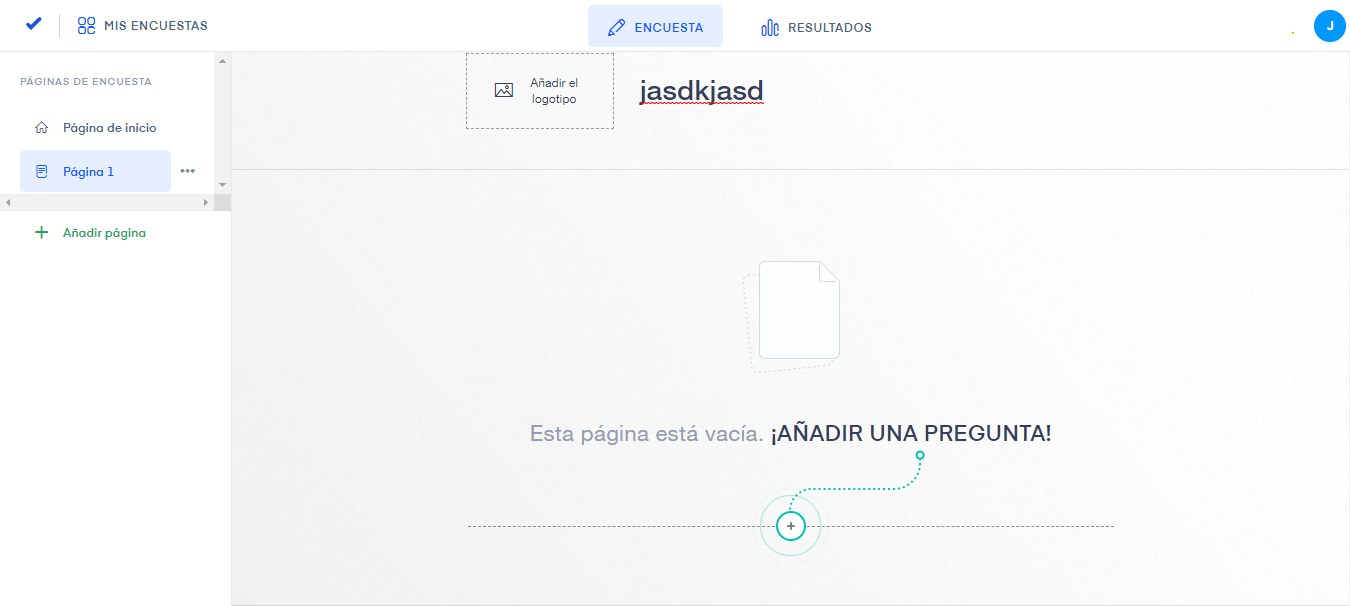 MIS ENCUESTAS
ENCUESTA
RESULTADOS
J
PÁGINAS DE ENCUESTA
Página de inicio
Página 1
Añadir página
Añadir el
logotipo
jasdkjasd
Esta página está vacía. ¡AÑADIR UNA PREGUNTA!